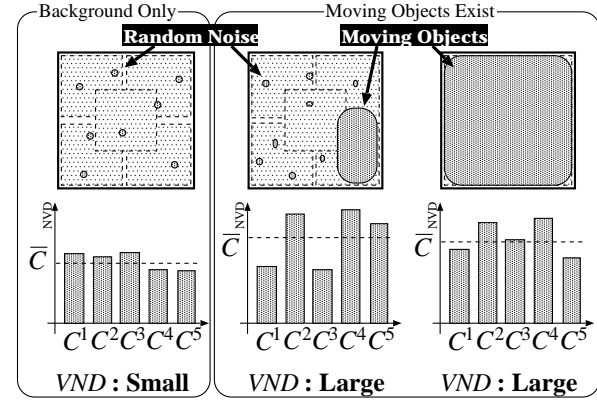 Background Only
Moving Objects Exist
Random Noise
Moving Objects
NVD
NVD
NVD
C̅
C̅
C̅
C¹ C² C³ C⁴ C⁵
C¹ C² C³ C⁴ C⁵
C¹ C² C³ C⁴ C⁵
VND : Small
VND : Large
VND : Large